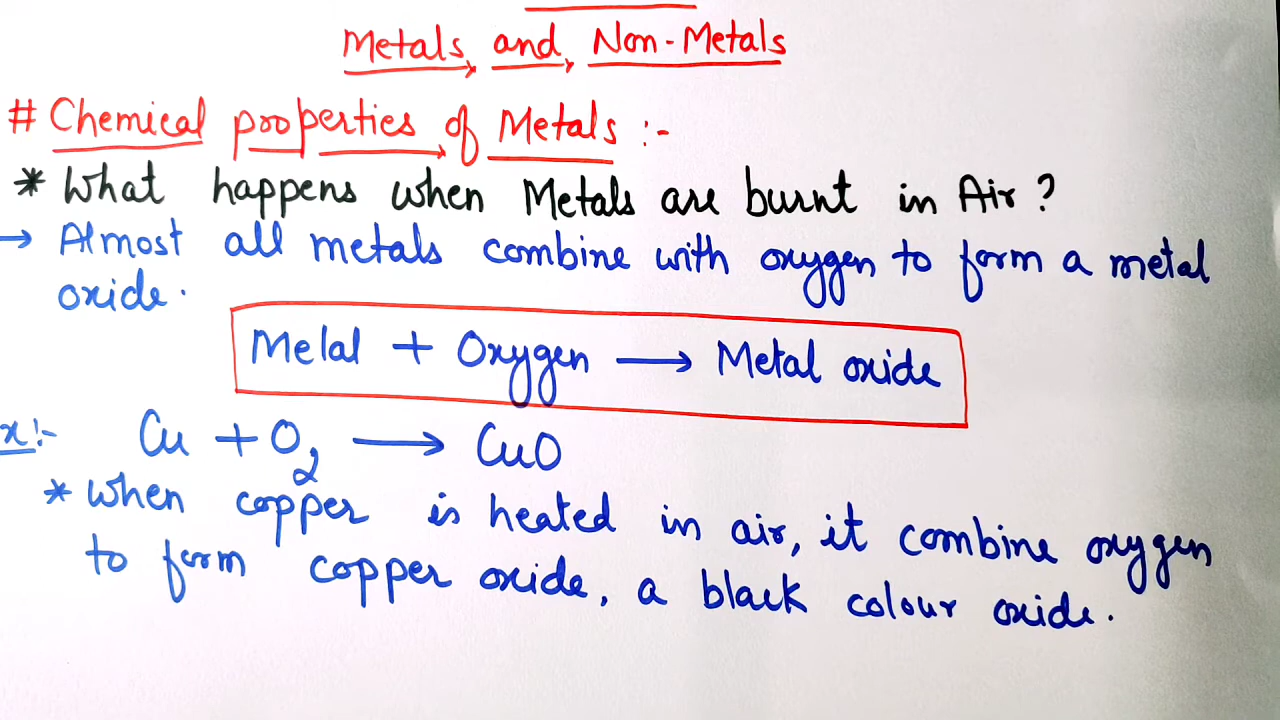 Metals and Non-Metals
# Chemical properties of Metals :-
* What happens when Metals are burnt in Air ?
→ Almost all metals combine with oxygen to form a metal
oxide.
Melal + Oxygen → Metal oxide
x:- Cu + O₂ → CuO
* When copper is heated in air, it combine oxygen
to form copper oxide, a black colour oxide.